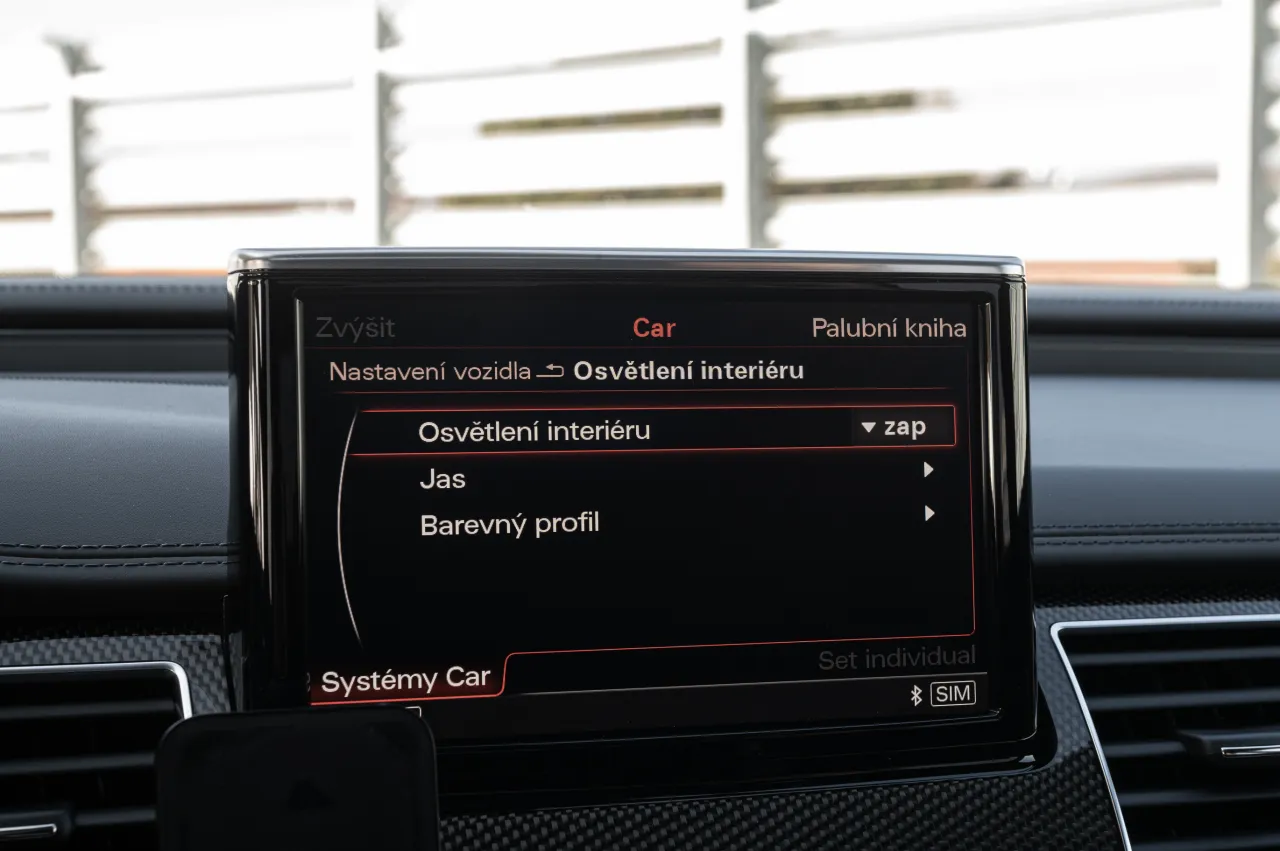 Zvýšit Car Palubní kniha
Nastavení vozidla Osvětlení interiéru
Osvětlení interiéru ▼ zap
Jas
Barevný profil
Set individual
Systémy Car
SIM